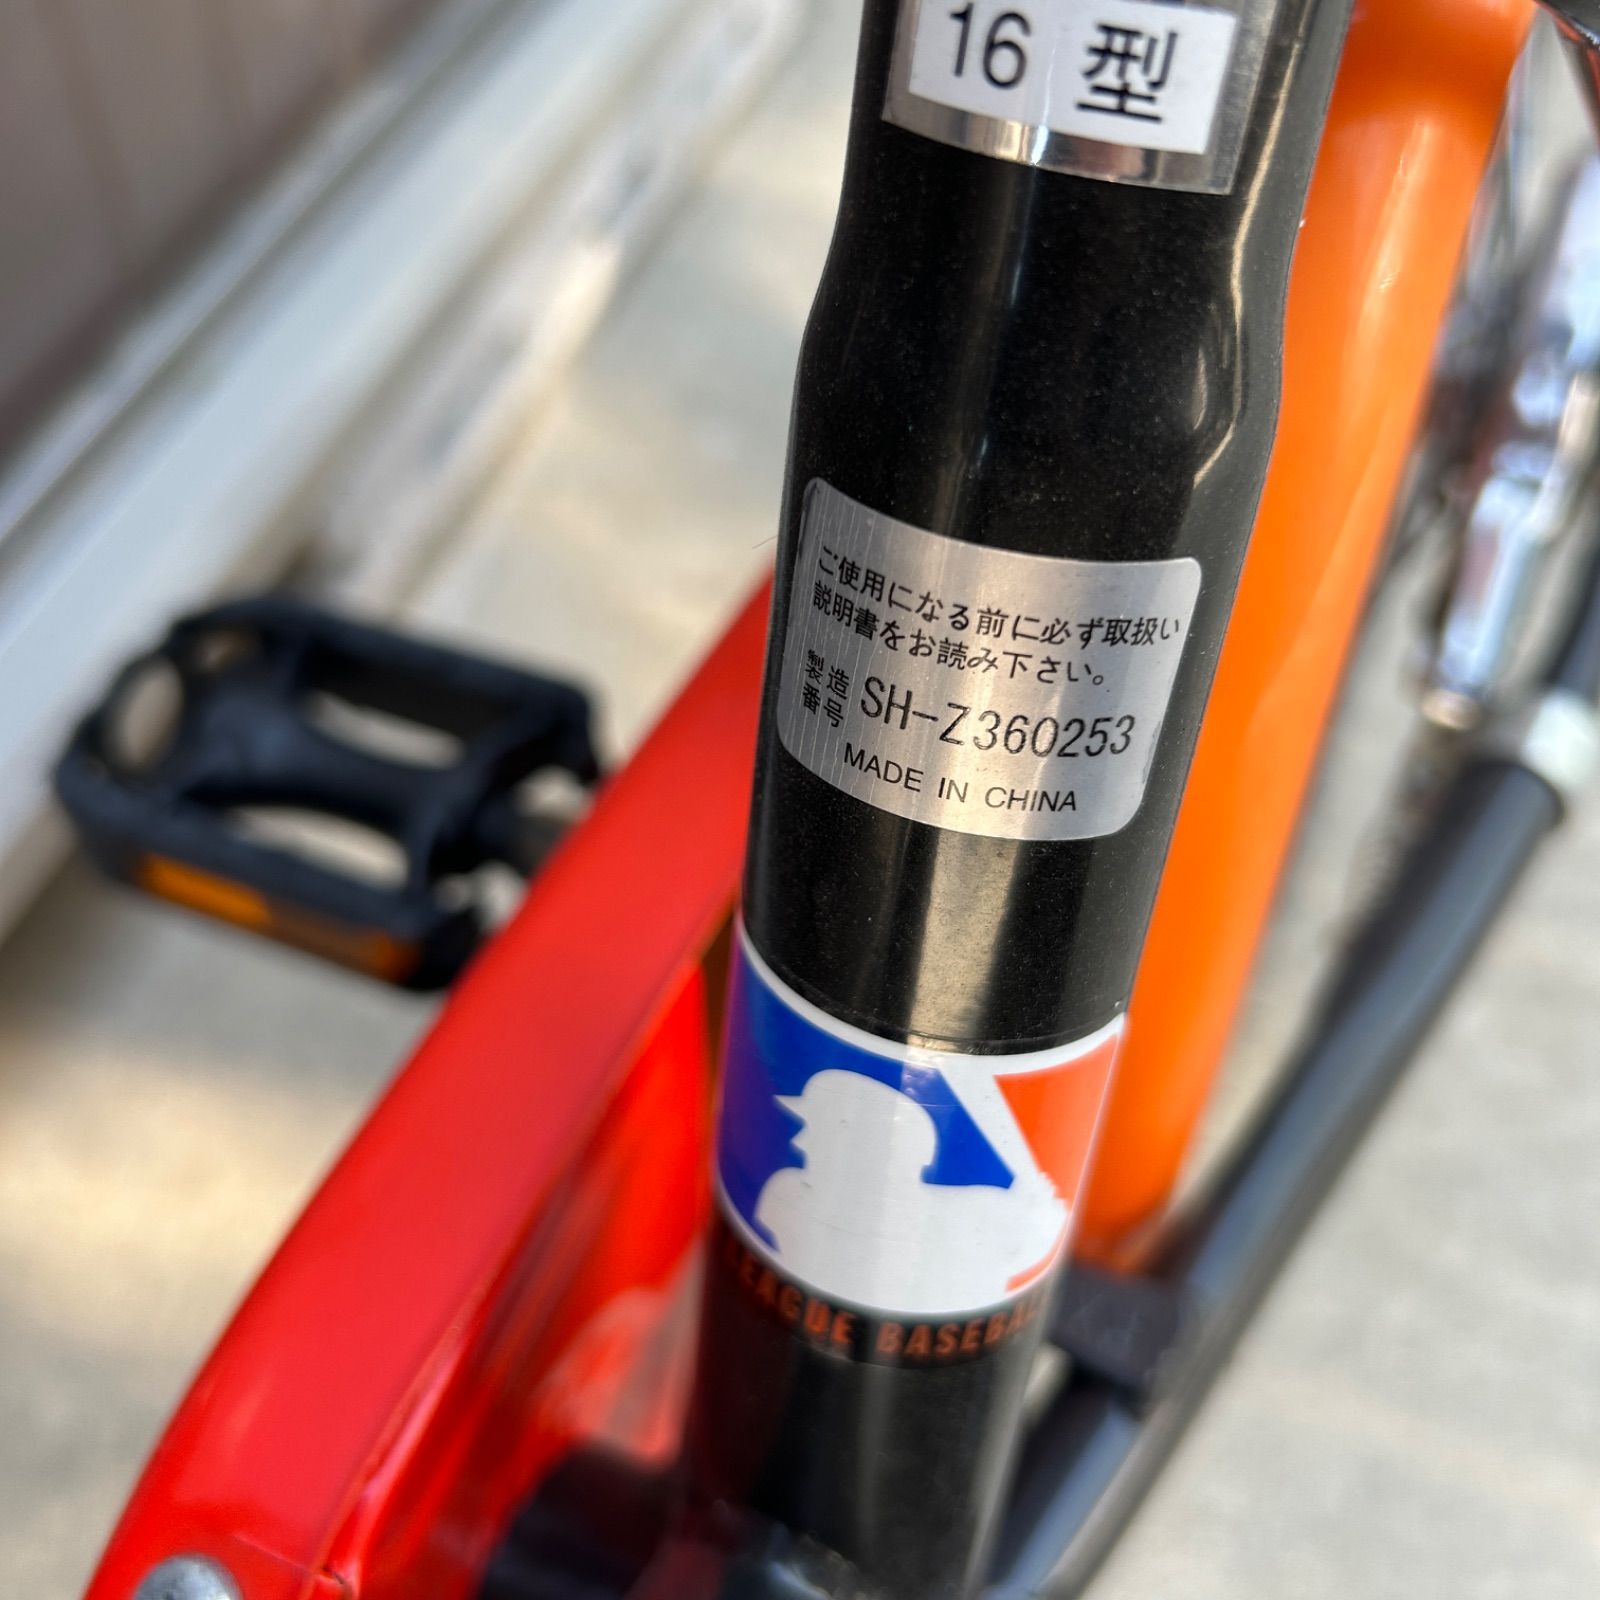 16 型
ご使用になる前に必ず取扱い
説明書をお読み下さい。
製造
番号 SH-Z360253
MADE IN CHINA
LEAGUE BASEBALL